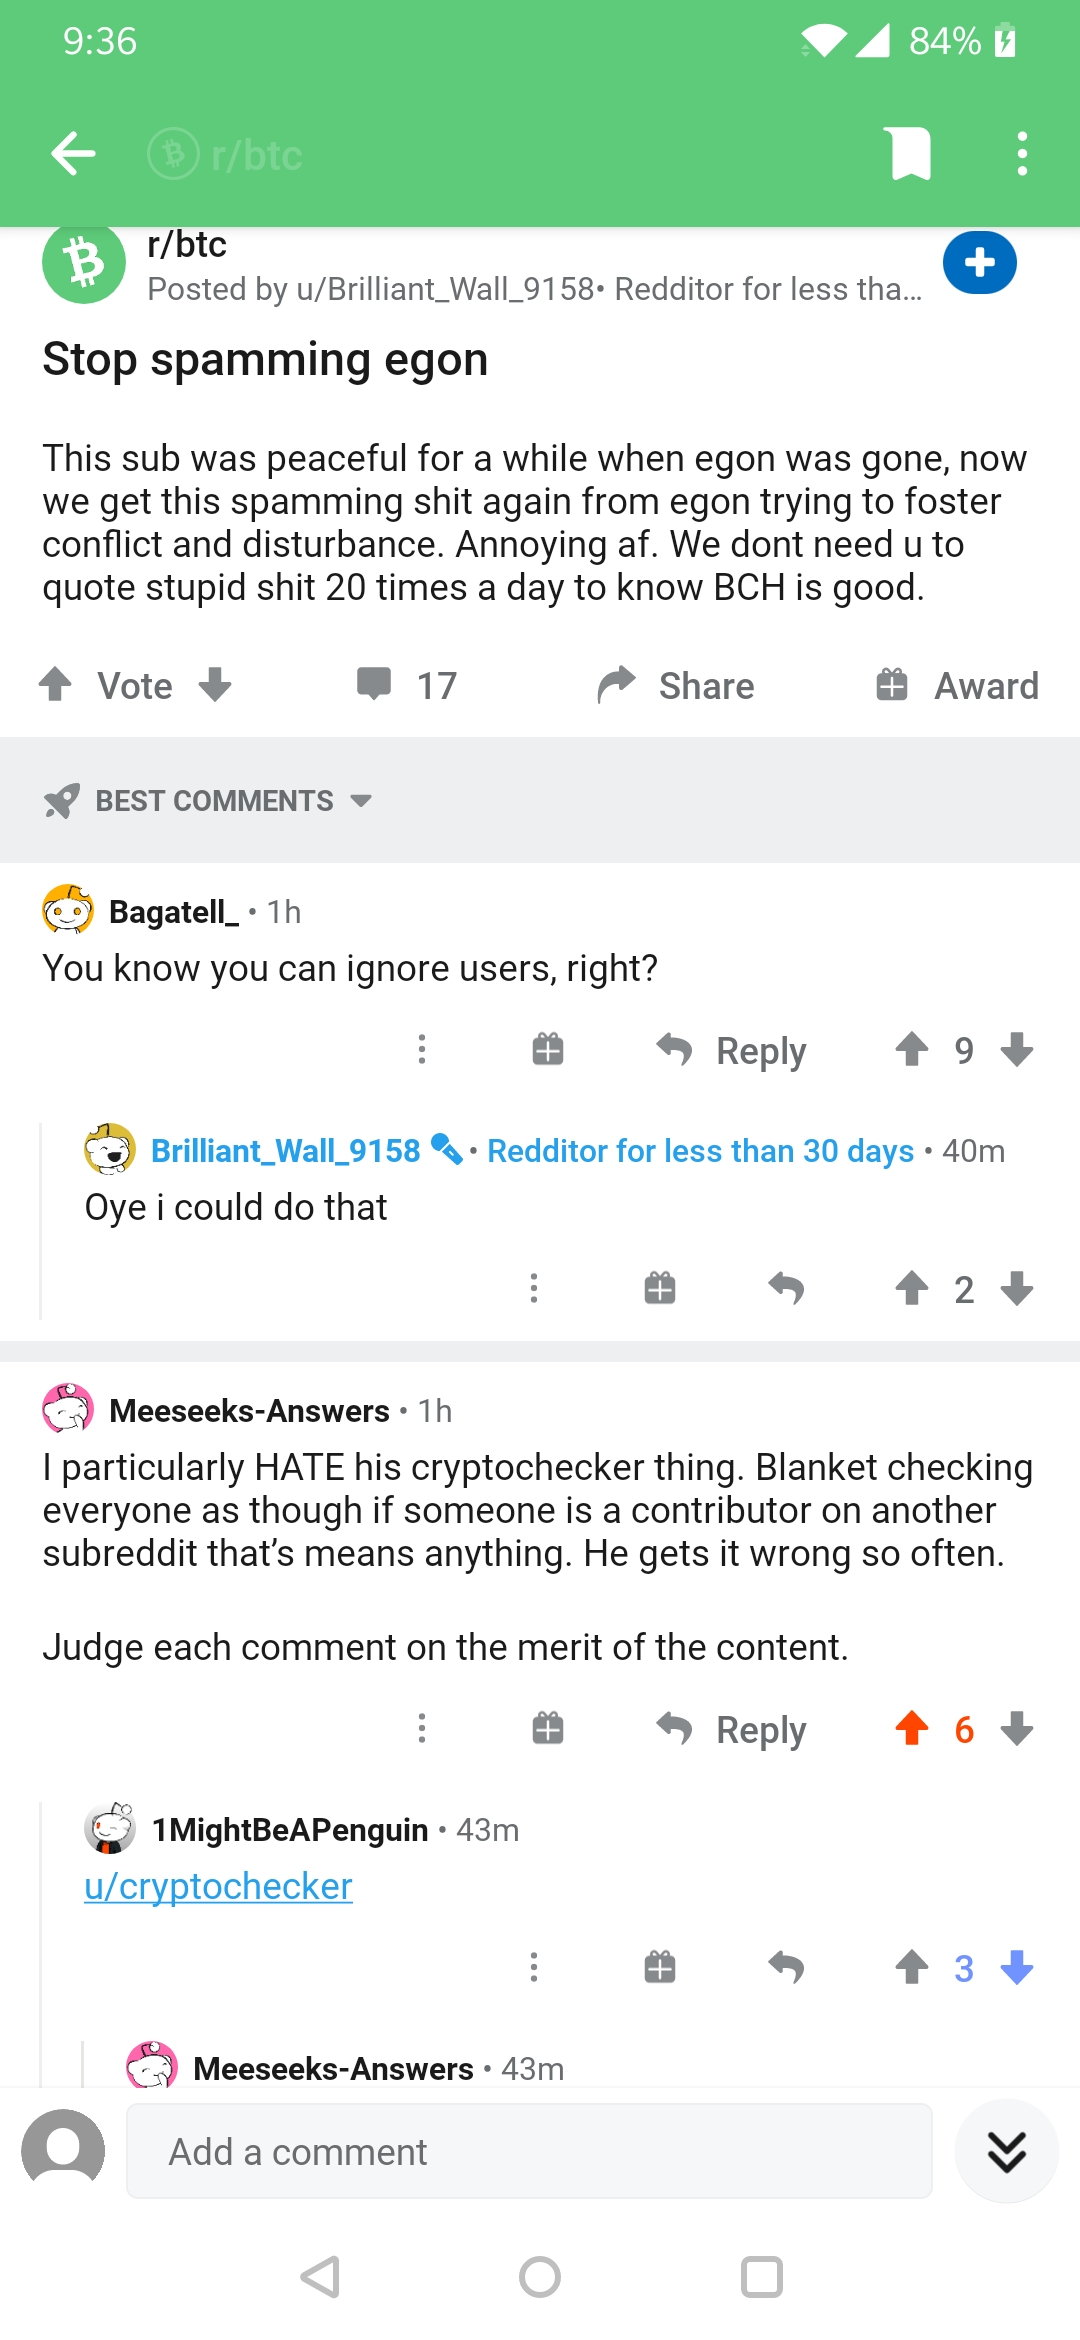 9:36
84%
r/btc
r/btc
Posted by u/Brilliant_Wall_9158• Redditor for less tha...
Stop spamming egon
This sub was peaceful for a while when egon was gone, now
we get this spamming shit again from egon trying to foster
conflict and disturbance. Annoying af. We dont need u to
quote stupid shit 20 times a day to know BCH is good.
Vote
17
Share
Award
BEST COMMENTS
Bagatell_ • 1h
You know you can ignore users, right?
Reply
9
Brilliant_Wall_9158 • Redditor for less than 30 days • 40m
Oye i could do that
2
Meeseeks-Answers • 1h
I particularly HATE his cryptochecker thing. Blanket checking
everyone as though if someone is a contributor on another
subreddit that’s means anything. He gets it wrong so often.
Judge each comment on the merit of the content.
Reply
6
1MightBeAPenguin • 43m
u/cryptochecker
3
Meeseeks-Answers • 43m
Add a comment